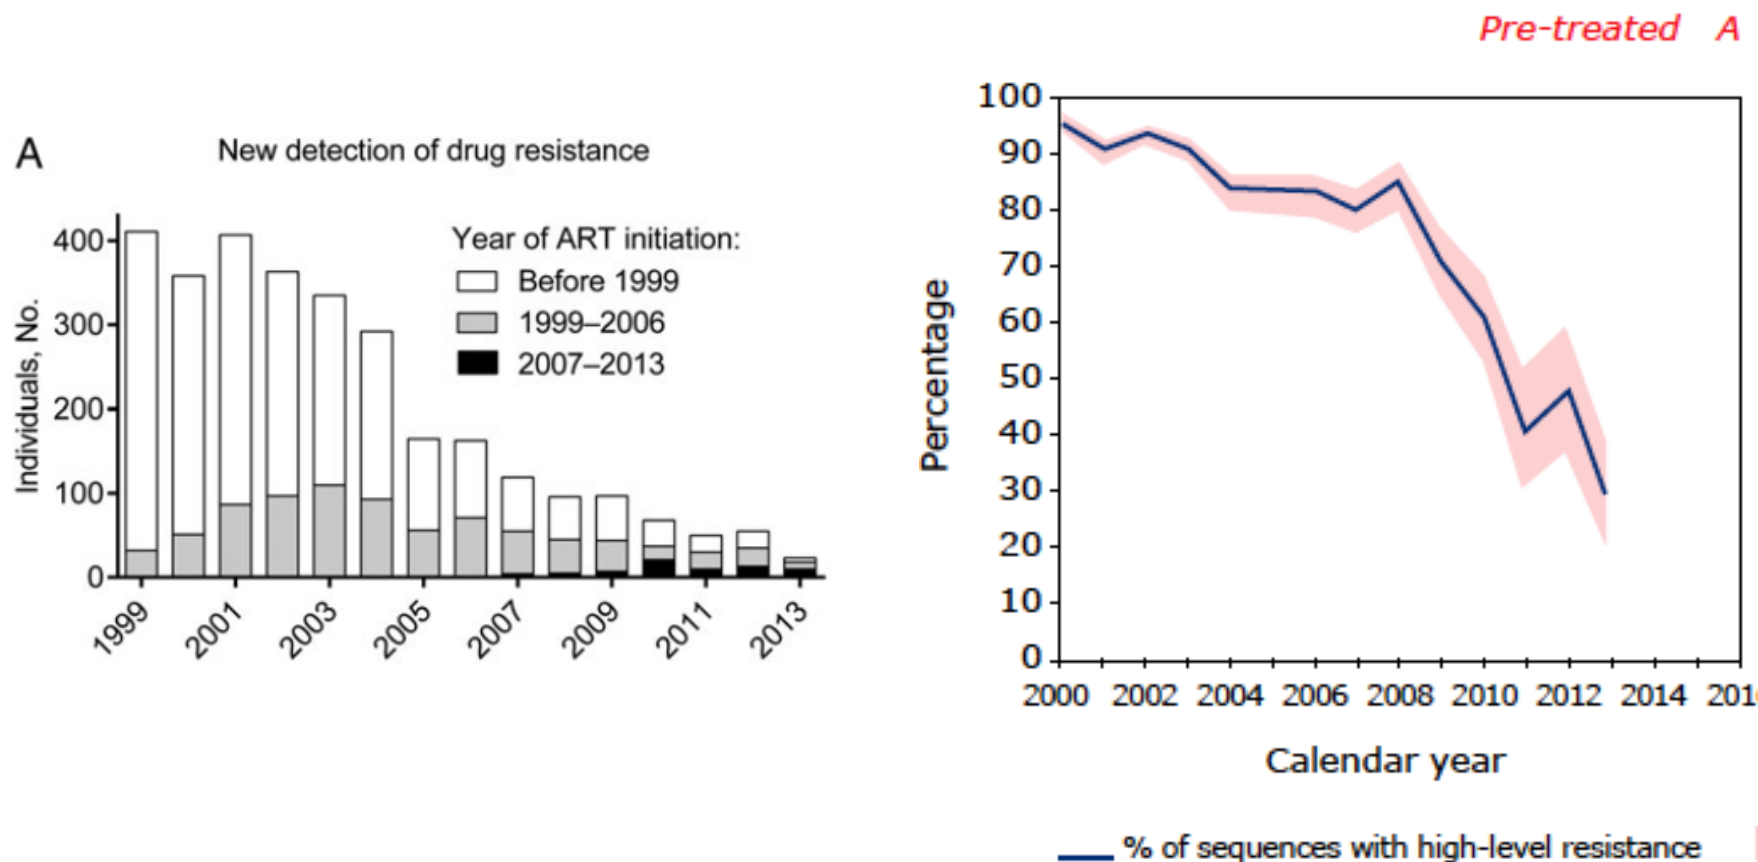 Pre-treated A
A
New detection of drug resistance
Year of ART initiation:
Before 1999
1999–2006
2007–2013
Individuals, No.
400
300
200
100
0
1999
2001
2003
2005
2007
2009
2011
2013
100
90
80
70
60
50
40
30
20
10
0
Percentage
2000 2002 2004 2006 2008 2010 2012 2014 201
Calendar year
% of sequences with high-level resistance